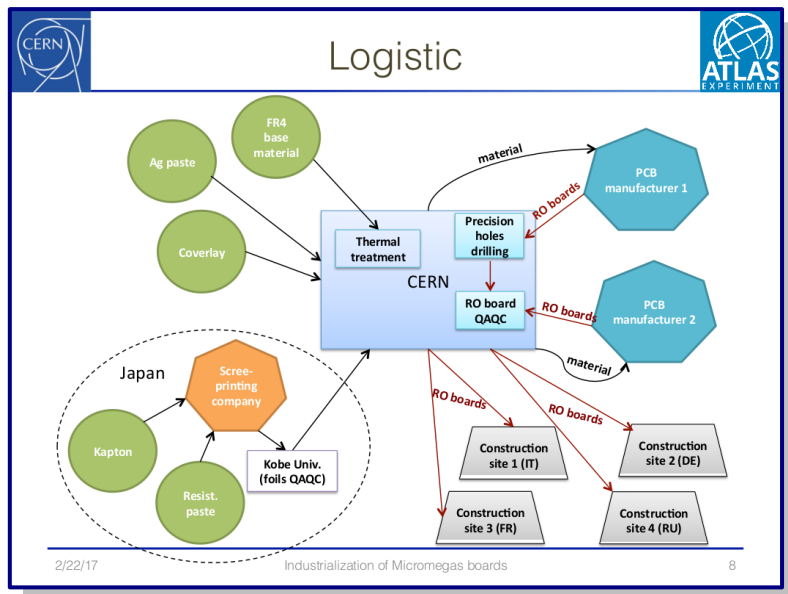 CERN
Logistic
ATLAS
EXPERIMENT
FR4
base
material
Ag paste
Coverlay
material
PCB
manufacturer 1
RO boards
Precision
holes
drilling
Thermal
treatment
CERN
RO board
QAQC
RO boards
PCB
manufacturer 2
material
Japan
Scree-
printing
company
Kapton
Resist.
paste
Kobe Univ.
(foils QAQC)
RO boards
RO boards
Construction
site 1 (IT)
Construction
site 2 (DE)
Construction
site 3 (FR)
Construction
site 4 (RU)
2/22/17
Industrialization of Micromegas boards
8